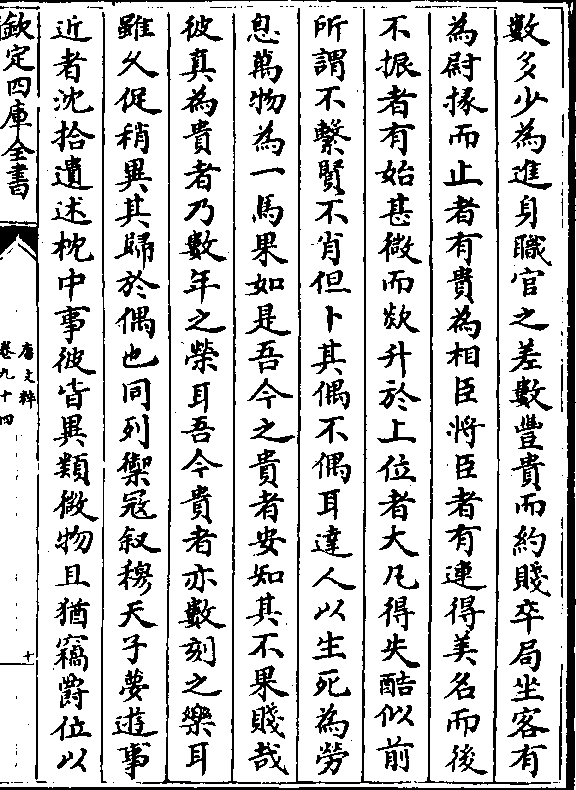 數多少為進身職官之差數豐貴而約賤卒局坐客有
為尉掾而止者有貴為相臣將臣者有連得美名而後
不振者有始甚微而欻升於上位者大凡得失酷似前
所謂不繫賢不肖但卜其偶不偶耳達人以生死為勞
息萬物為一馬果如是吾今之貴者安知其不果賤哉
彼真為貴者乃數年之榮耳吾今貴者亦數刻之樂耳
雖久促稍異其歸於偶也同列禦冦叙穆天子夢遊事
近者沈拾遺述枕中事彼皆異類微物且猶竊爵位以
欽定四庫全書
唐文粹
卷九十四
十